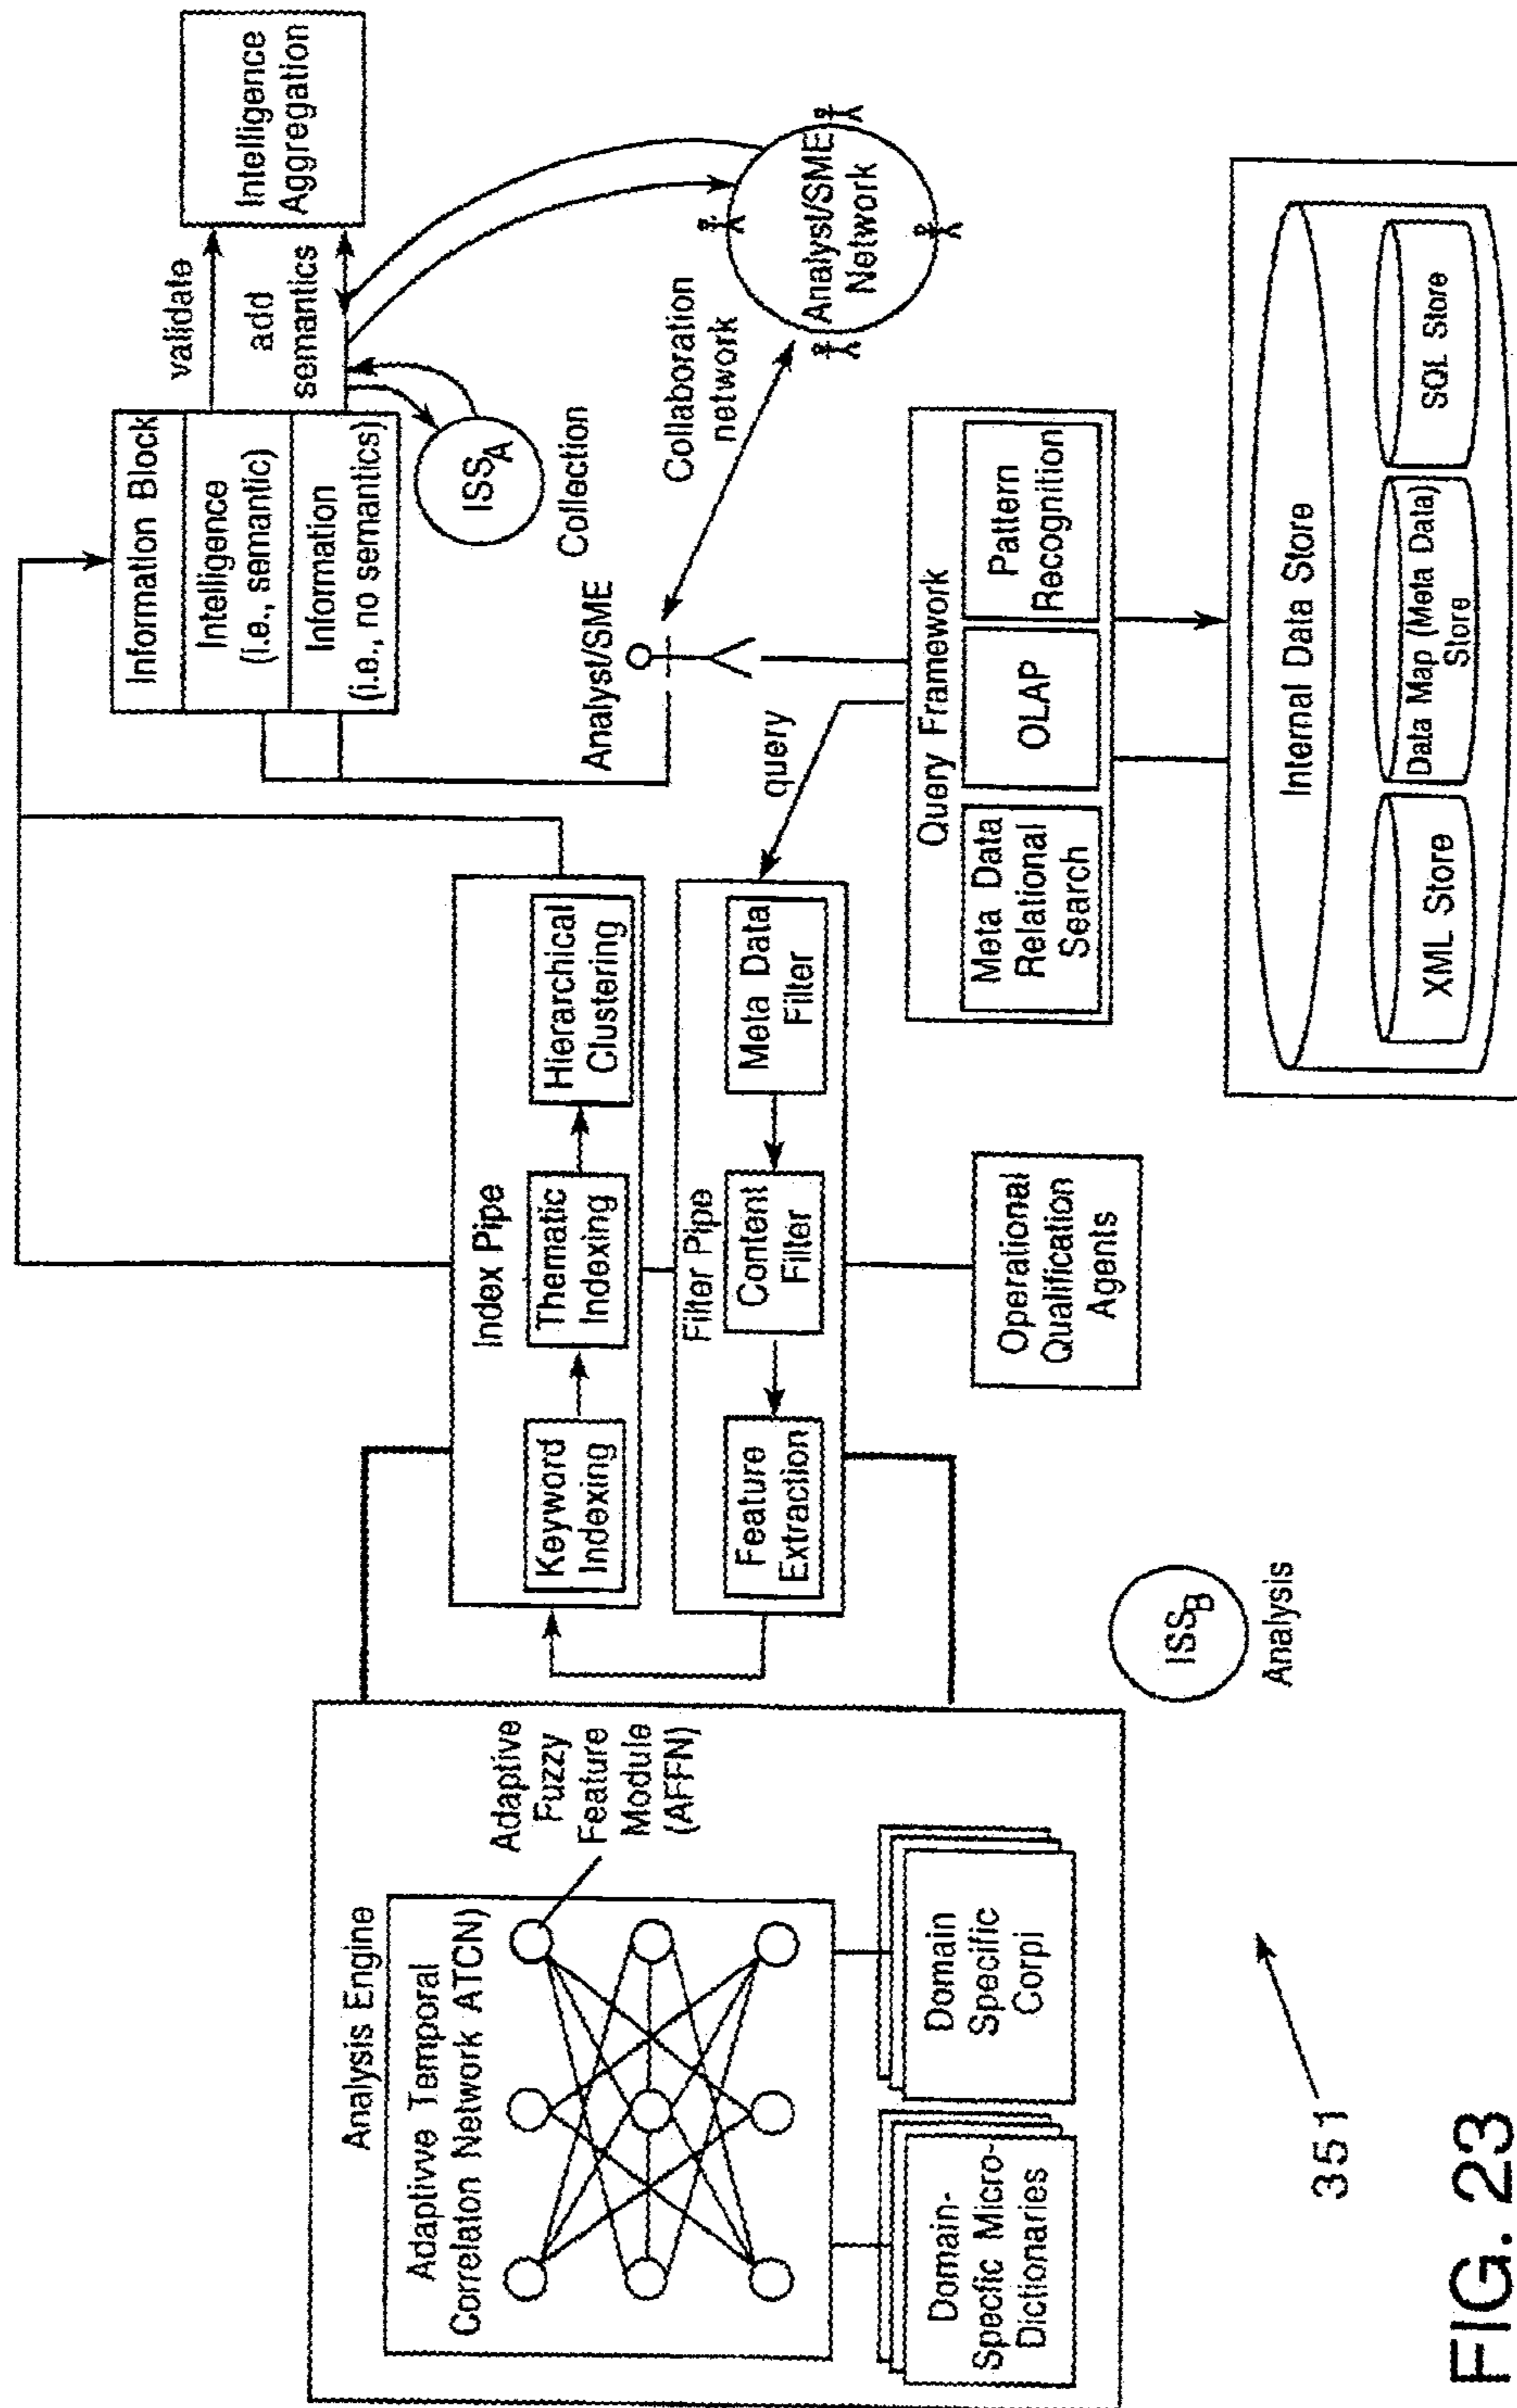 Analysis Engine
Adaptivve Temporal
Correlaton Network ATCN)
Adaptive
Fuzzy
Feature
Module
(AFFN)
Domain-
Specific Micro-
Dictionaries
Domain
Specific
Corpi
Index Pipe
Keyword
Indexing
Thematic
Indexing
Hierarchical
Clustering
Filter Pipe
Feature
Extraction
Content
Filter
Meta Data
Filter
Operational
Qualification
Agents
ISSB
Analysis
Information Block
Intelligence
(i.e., semantic)
Information
(i.e., no semantics)
validate
add
semantics
Intelligence
Aggregation
ISSA
Collection
Analyst/SME
Collaboration
network
Analyst/SME
Network
query
Query Framework
Meta Data
Relational
Search
OLAP
Pattern
Recognition
Internal Data Store
XML Store
Data Map (Meta Data)
Store
SQL Store
351
FIG. 23